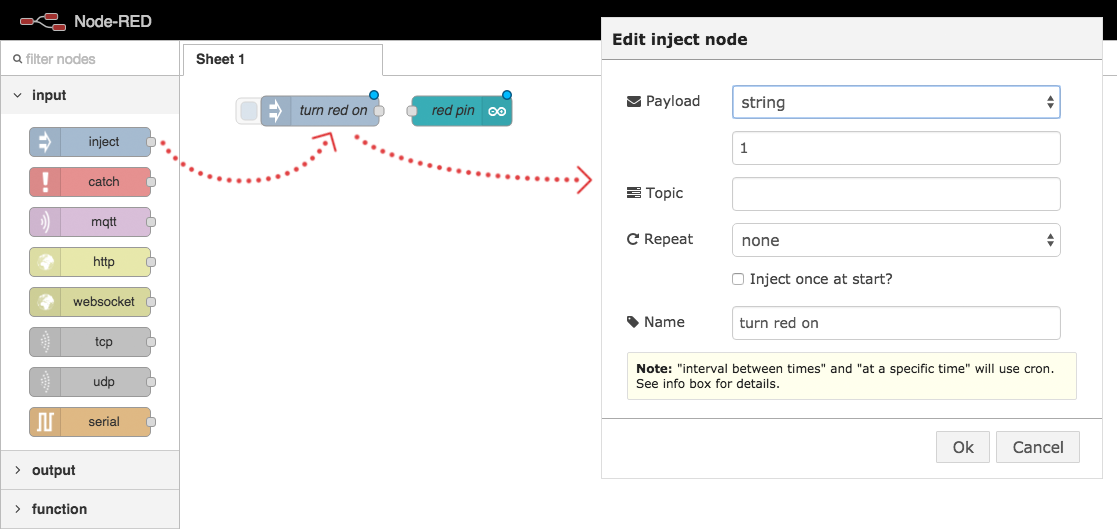 Node-RED
filter nodes
Sheet 1
input
inject
catch
mqtt
http
websocket
tcp
udp
serial
output
function
turn red on
red pin
Edit inject node
Payload
string
1
Topic
Repeat
none
Inject once at start?
Name
turn red on
Note: "interval between times" and "at a specific time" will use cron.
See info box for details.
Ok
Cancel